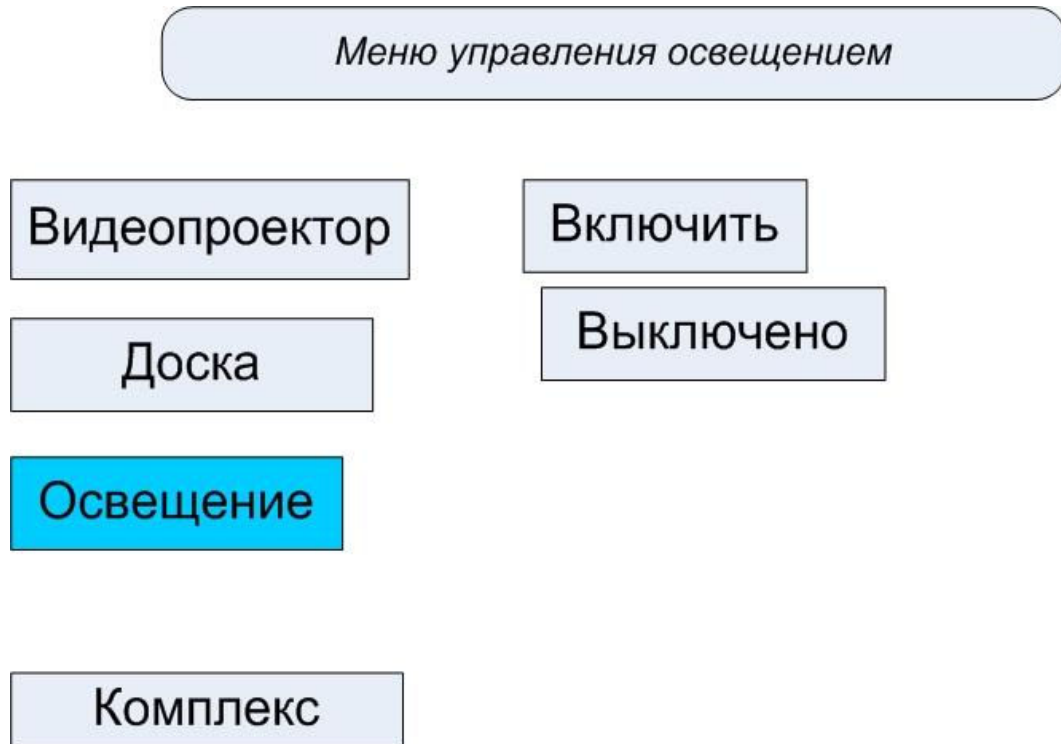 Меню управления освещением
Видеопроектор
Включить
Выключено
Доска
Освещение
Комплекс